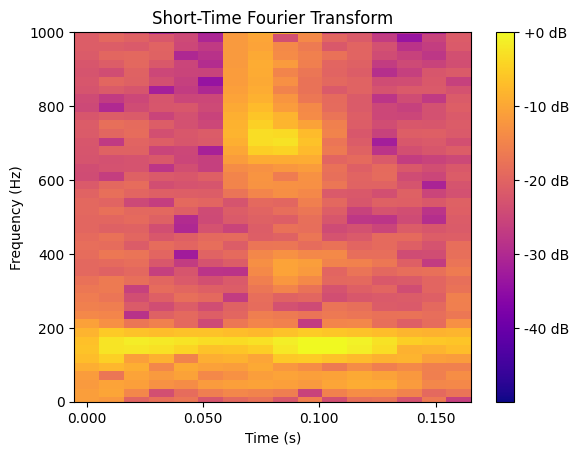 Short-Time Fourier Transform
Frequency (Hz)
1000
800
600
400
200
0
0.000
0.050
0.100
0.150
Time (s)
+0 dB
-10 dB
-20 dB
-30 dB
-40 dB